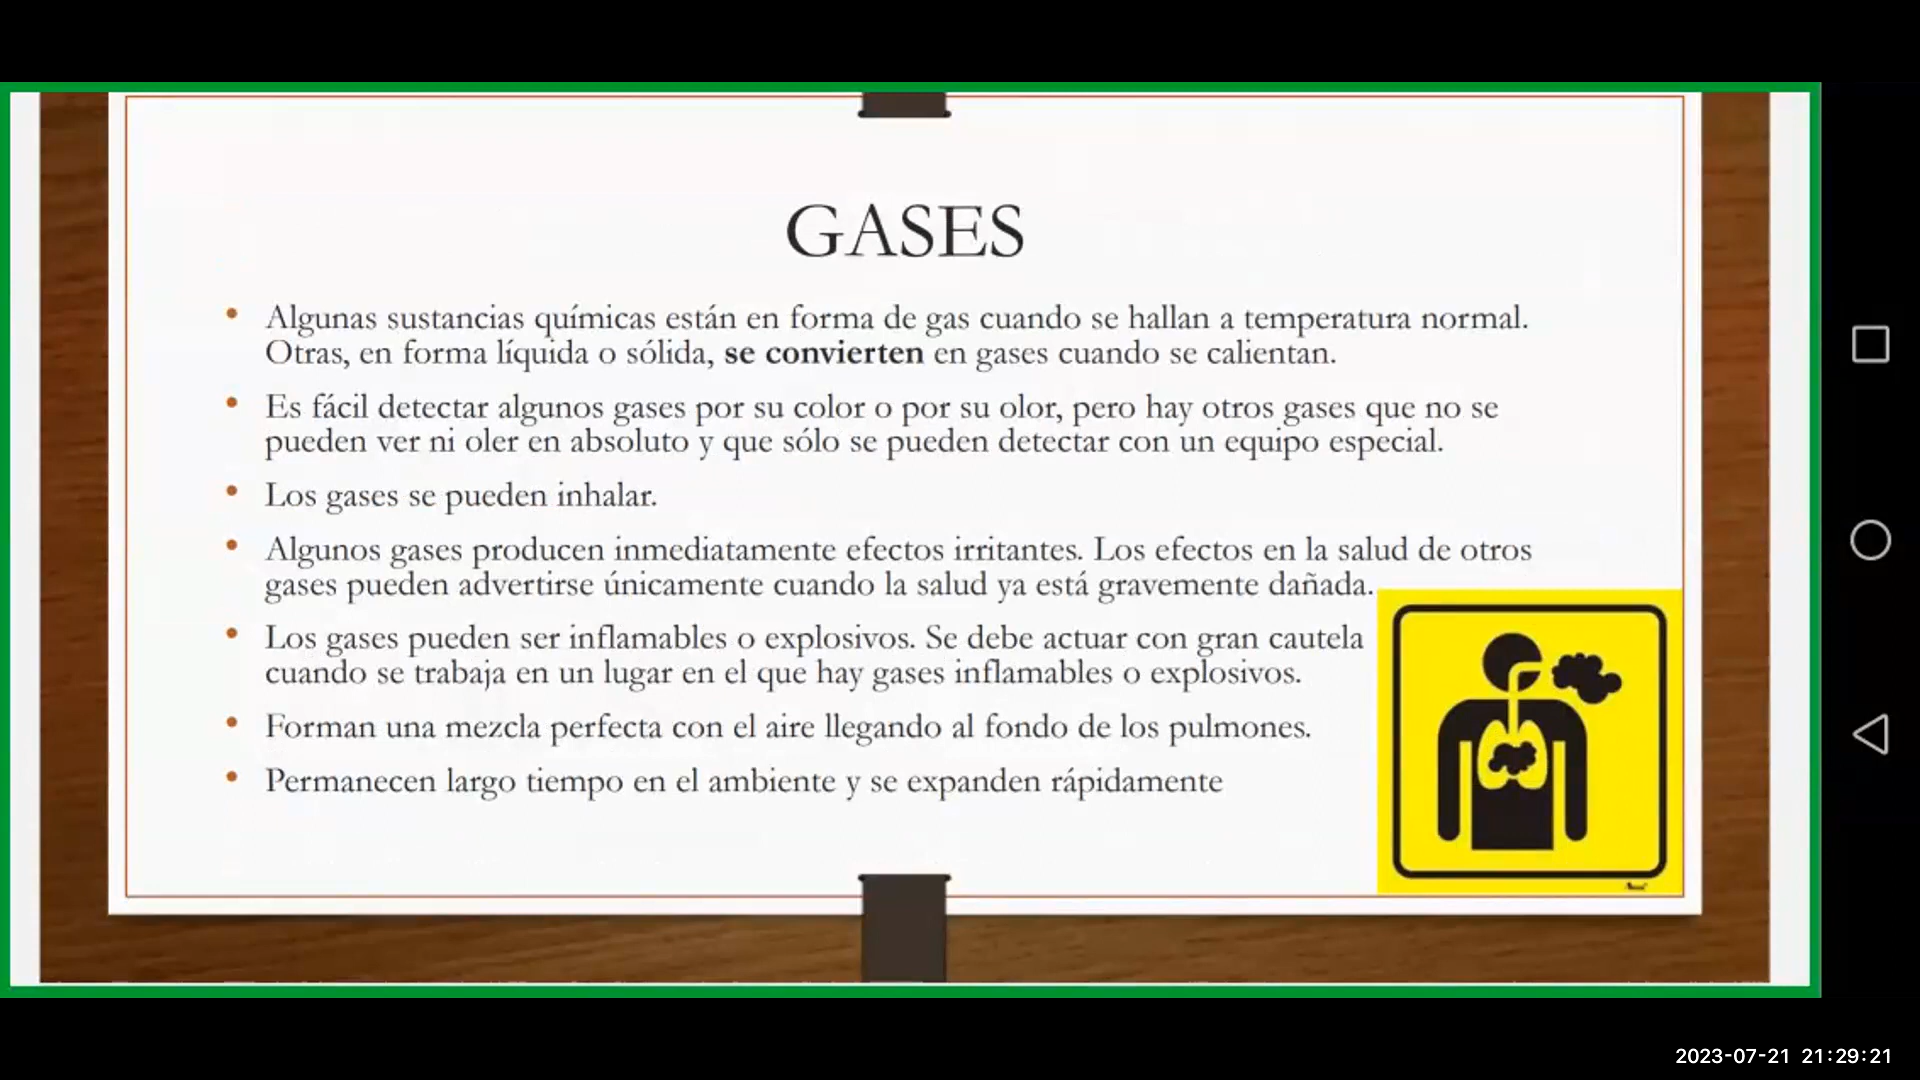 GASES
• Algunas sustancias químicas están en forma de gas cuando se hallan a temperatura normal.
Otras, en forma líquida o sólida, se convierten en gases cuando se calientan.
• Es fácil detectar algunos gases por su color o por su olor, pero hay otros gases que no se
pueden ver ni oler en absoluto y que sólo se pueden detectar con un equipo especial.
• Los gases se pueden inhalar.
• Algunos gases producen inmediatamente efectos irritantes. Los efectos en la salud de otros
gases pueden advertirse únicamente cuando la salud ya está gravemente dañada.
• Los gases pueden ser inflamables o explosivos. Se debe actuar con gran cautela
cuando se trabaja en un lugar en el que hay gases inflamables o explosivos.
• Forman una mezcla perfecta con el aire llegando al fondo de los pulmones.
• Permanecen largo tiempo en el ambiente y se expanden rápidamente
2023-07-21 21:29:21